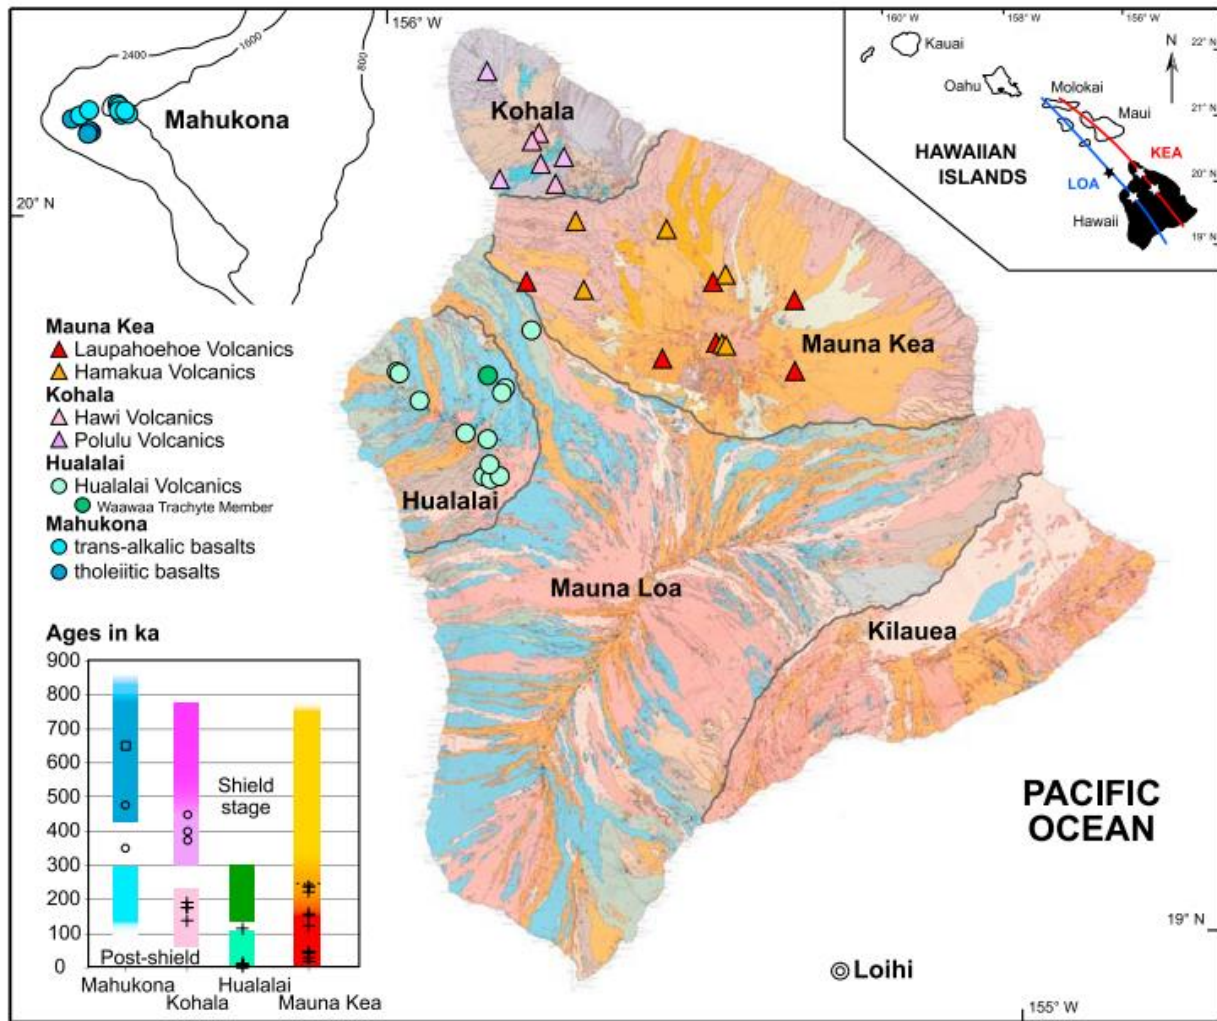 156° W
2400
1600
800
Mahukona
20° N
Kohala
Mauna Kea
Hualalai
Mauna Loa
Kilauea
PACIFIC
OCEAN
Loihi
19° N
155° W
160° W
158° W
156° W
22° N
21° N
20° N
19° N
N
Kauai
Oahu
Molokai
Maui
HAWAIIAN
ISLANDS
KEA
LOA
Hawaii
Mauna Kea
Laupahoehoe Volcanics
Hamakua Volcanics
Kohala
Hawi Volcanics
Polulu Volcanics
Hualalai
Hualalai Volcanics
Waawaa Trachyte Member
Mahukona
trans-alkalic basalts
tholeiitic basalts
Ages in ka
900
800
700
600
500
400
300
200
100
0
Shield
stage
Post-shield
Mahukona
Kohala
Hualalai
Mauna Kea